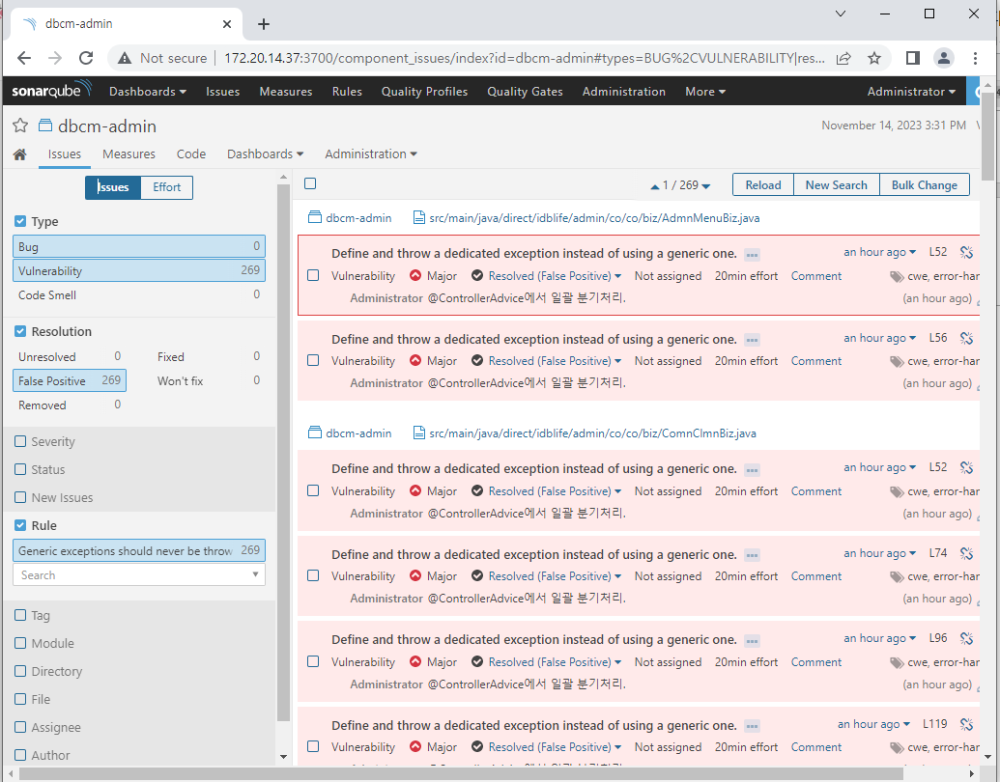 dbcm-admin
Not secure 172.20.14.37:3700/component_issues/index?id=dbcm-admin#types=BUG%2CVULNERABILITY|res...
sonarqube Dashboards Issues Measures Rules Quality Profiles Quality Gates Administration More Administrator
dbcm-admin
November 14, 2023 3:31 PM
Issues Measures Code Dashboards Administration
Issues Effort
1 / 269 Reload New Search Bulk Change
Type
Bug 0
Vulnerability 269
Code Smell 0
Resolution
Unresolved 0 Fixed 0
False Positive 269 Won't fix 0
Removed 0
Severity
Status
New Issues
Rule
Generic exceptions should never be throw 269
Search
Tag
Module
Directory
File
Assignee
Author
dbcm-admin src/main/java/direct/idblife/admin/co/co/biz/AdmnMenuBiz.java
Define and throw a dedicated exception instead of using a generic one. ... an hour ago L52
Vulnerability Major Resolved (False Positive) Not assigned 20min effort Comment cwe, error-han
Administrator @ControllerAdvice에서 일괄 분기처리. (an hour ago)
Define and throw a dedicated exception instead of using a generic one. ... an hour ago L56
Vulnerability Major Resolved (False Positive) Not assigned 20min effort Comment cwe, error-han
Administrator @ControllerAdvice에서 일괄 분기처리. (an hour ago)
dbcm-admin src/main/java/direct/idblife/admin/co/co/biz/ComnClmnBiz.java
Define and throw a dedicated exception instead of using a generic one. ... an hour ago L52
Vulnerability Major Resolved (False Positive) Not assigned 20min effort Comment cwe, error-han
Administrator @ControllerAdvice에서 일괄 분기처리. (an hour ago)
Define and throw a dedicated exception instead of using a generic one. ... an hour ago L74
Vulnerability Major Resolved (False Positive) Not assigned 20min effort Comment cwe, error-han
Administrator @ControllerAdvice에서 일괄 분기처리. (an hour ago)
Define and throw a dedicated exception instead of using a generic one. ... an hour ago L96
Vulnerability Major Resolved (False Positive) Not assigned 20min effort Comment cwe, error-han
Administrator @ControllerAdvice에서 일괄 분기처리. (an hour ago)
Define and throw a dedicated exception instead of using a generic one. ... an hour ago L119
Vulnerability Major Resolved (False Positive) Not assigned 20min effort Comment cwe, error-han